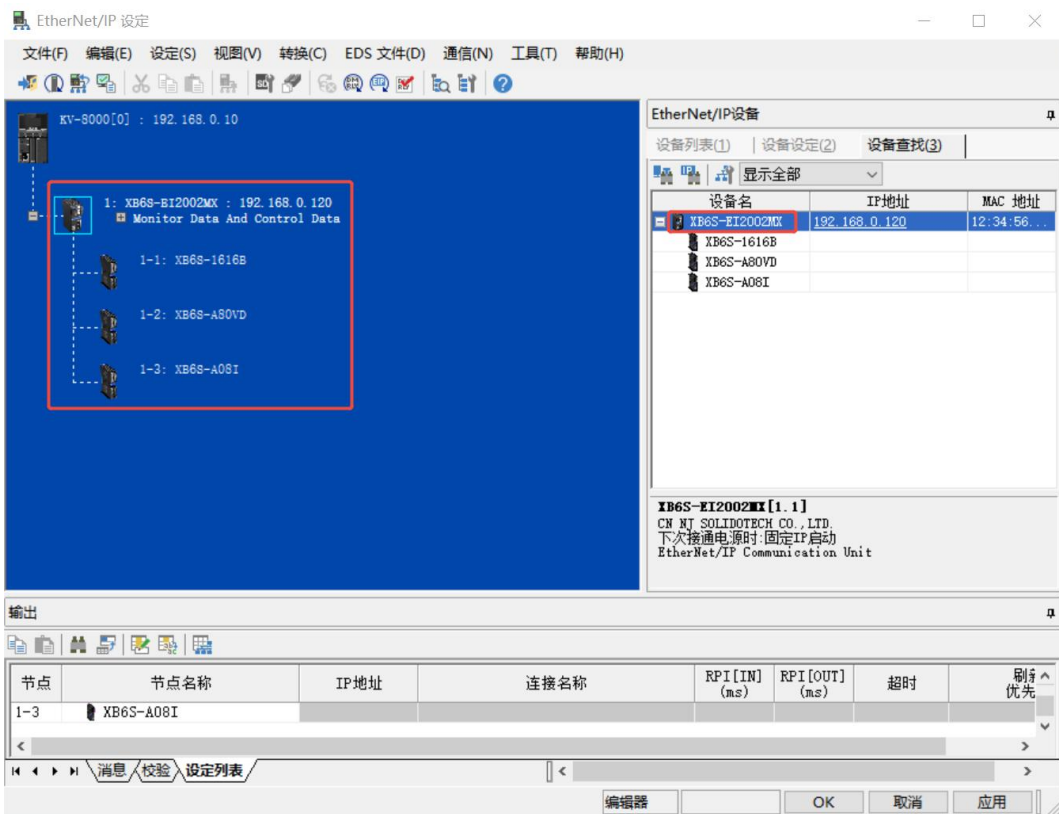 EtherNet/IP 设定
文件(F) 编辑(E) 设定(S) 视图(V) 转换(C) EDS 文件(D) 通信(N) 工具(T) 帮助(H)
KV-8000[0] : 192.168.0.10
1: XB6S-EI2002MX : 192.168.0.120
Monitor Data And Control Data
1-1: XB6S-1616B
1-2: XB6S-A80VD
1-3: XB6S-A08I
EtherNet/IP设备
设备列表(1) 设备设定(2) 设备查找(3)
显示全部
设备名 IP地址 MAC 地址
XB6S-EI2002MX 192.168.0.120 12:34:56...
XB6S-1616B
XB6S-A80VD
XB6S-A08I
XB6S-EI2002MX[1.1]
CN NJ SOLIDOTECH CO.,LTD.
下次接通电源时:固定IP启动
EtherNet/IP Communication Unit
输出
节点 节点名称 IP地址 连接名称 RPI[IN] (ms) RPI[OUT] (ms) 超时 刷新 优先
1-3 XB6S-A08I
消息 校验 设定列表
编辑器 OK 取消 应用